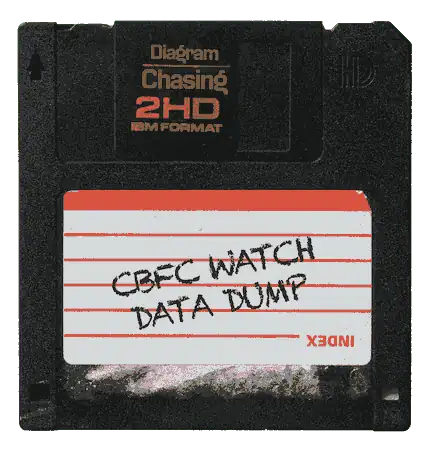 Diagram
Chasing
2HD
IBM FORMAT
HD
CBFC WATCH
DATA DUMP
INDEX